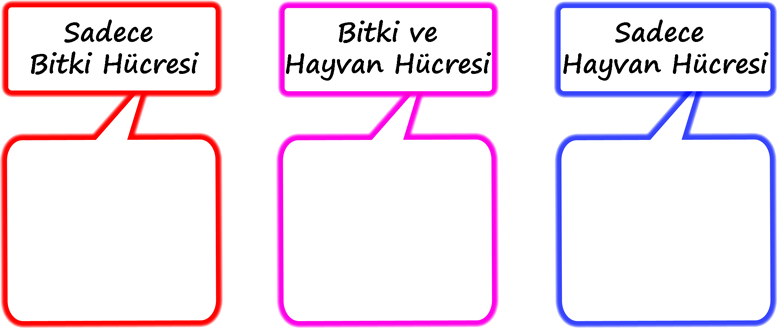 Sadece
Bitki Hücresi
Bitki ve
Hayvan Hücresi
Sadece
Hayvan Hücresi